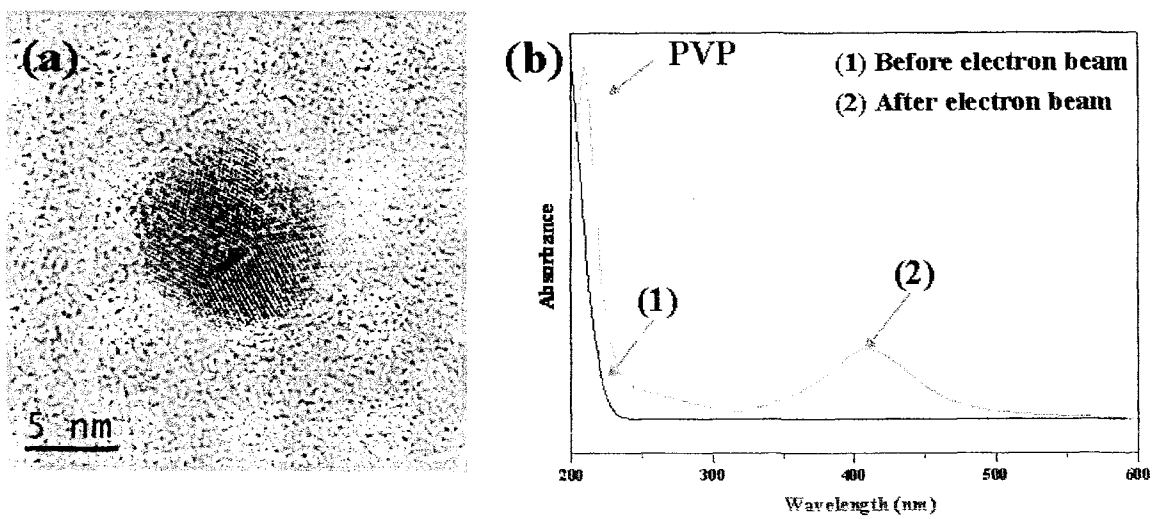 (a)
5 nm
(b)
PVP
(1) Before electron beam
(2) After electron beam
(1)
(2)
Absorbance
200 300 400 500 600
Wavelength (nm)